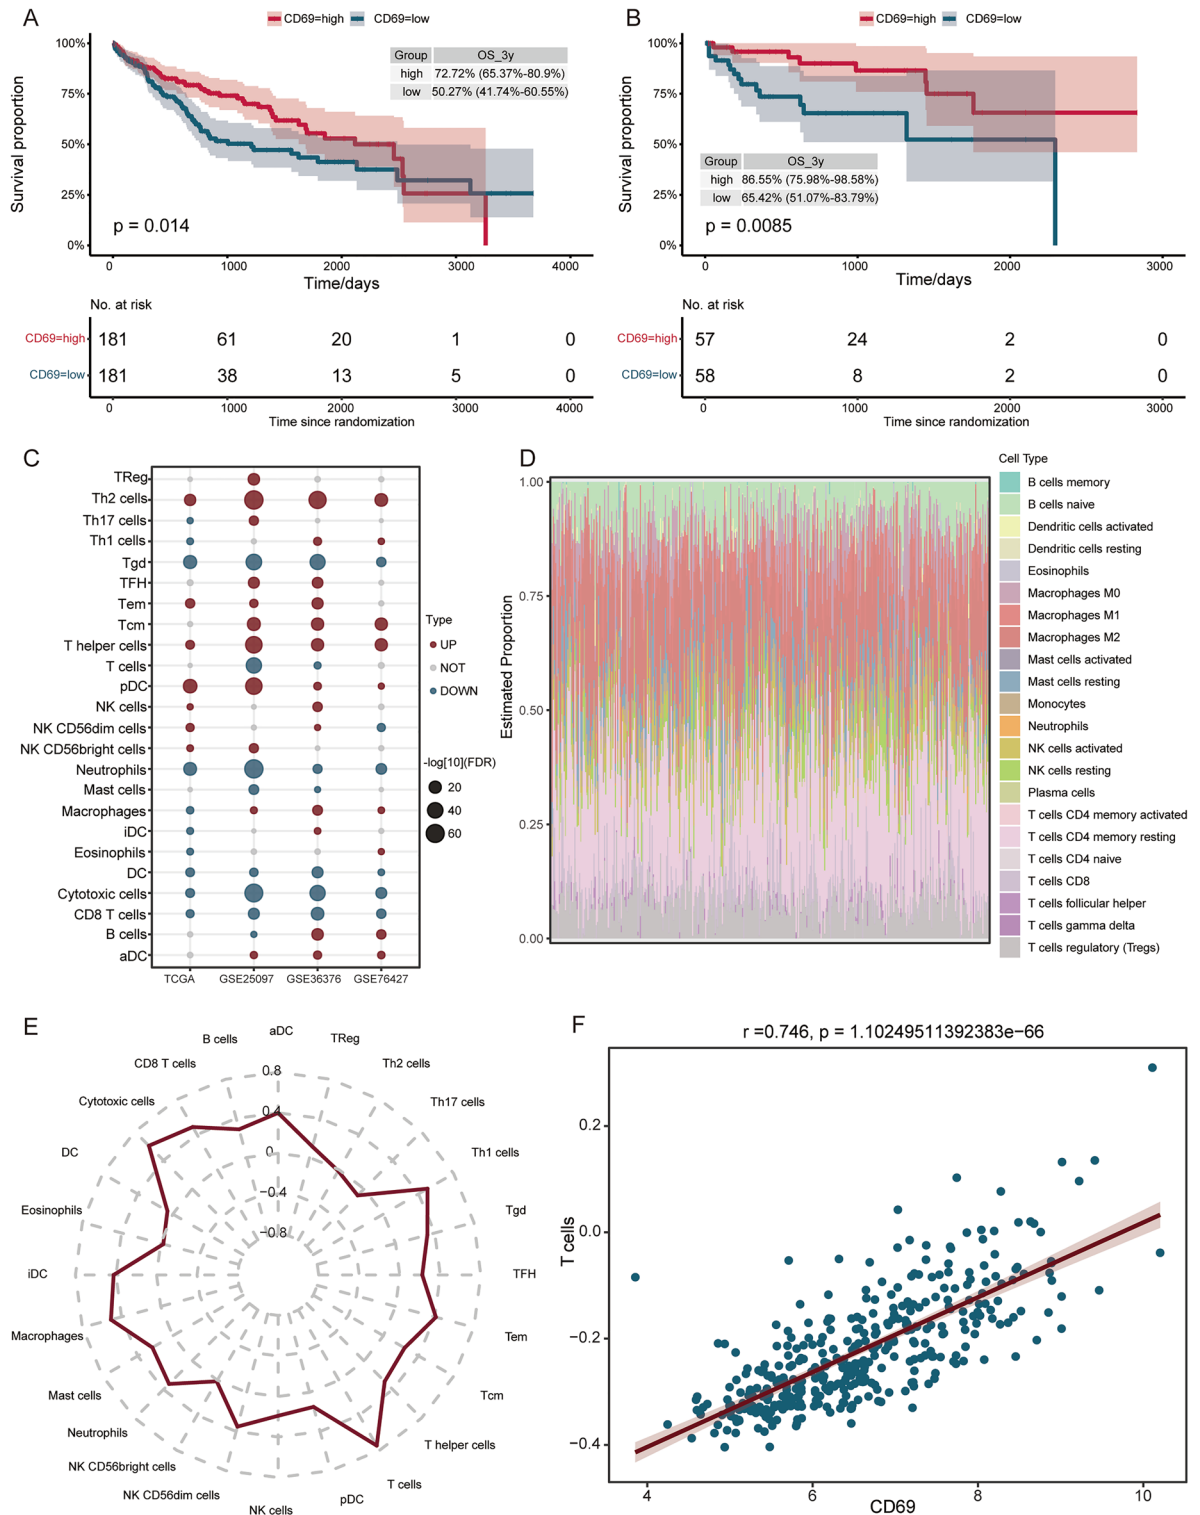 A
CD69=high CD69=low
Survival proportion
100%
75%
50%
25%
0%
Group OS_3y
high 72.72% (65.37%-80.9%)
low 50.27% (41.74%-60.55%)
p = 0.014
0 1000 2000 3000 4000
Time/days
No. at risk
CD69=high 181 61 20 1 0
CD69=low 181 38 13 5 0
0 1000 2000 3000 4000
Time since randomization
B
CD69=high CD69=low
Survival proportion
100%
75%
50%
25%
0%
Group OS_3y
high 86.55% (75.98%-98.58%)
low 65.42% (51.07%-83.79%)
p = 0.0085
0 1000 2000 3000
Time/days
No. at risk
CD69=high 57 24 2 0
CD69=low 58 8 2 0
0 1000 2000 3000
Time since randomization
C
TReg
Th2 cells
Th17 cells
Th1 cells
Tgd
TFH
Tem
Tcm
T helper cells
T cells
pDC
NK cells
NK CD56dim cells
NK CD56bright cells
Neutrophils
Mast cells
Macrophages
iDC
Eosinophils
DC
Cytotoxic cells
CD8 T cells
B cells
aDC
TCGA GSE25097 GSE36376 GSE76427
Type
UP
NOT
DOWN
-log[10](FDR)
20
40
60
D
Estimated Proportion
1.00
0.75
0.50
0.25
0.00
Cell Type
B cells memory
B cells naive
Dendritic cells activated
Dendritic cells resting
Eosinophils
Macrophages M0
Macrophages M1
Macrophages M2
Mast cells activated
Mast cells resting
Monocytes
Neutrophils
NK cells activated
NK cells resting
Plasma cells
T cells CD4 memory activated
T cells CD4 memory resting
T cells CD4 naive
T cells CD8
T cells follicular helper
T cells gamma delta
T cells regulatory (Tregs)
E
aDC
TReg
Th2 cells
Th17 cells
Th1 cells
Tgd
TFH
Tem
Tcm
T helper cells
T cells
pDC
NK cells
NK CD56dim cells
NK CD56bright cells
Neutrophils
Mast cells
Macrophages
iDC
Eosinophils
DC
Cytotoxic cells
CD8 T cells
B cells
0.8
0.4
0
−0.4
−0.8
F
r =0.746, p = 1.10249511392383e−66
T cells
0.2
0.0
−0.2
−0.4
4 6 8 10
CD69